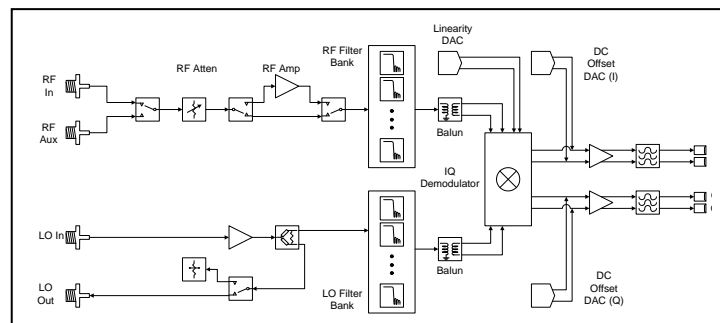 RF
In
RF
Aux
RF Atten
RF Amp
RF Filter
Bank
Linearity
DAC
DC
Offset
DAC (I)
Balun
IQ
Demodulator
LO In
LO
Out
LO Filter
Bank
Balun
DC
Offset
DAC (Q)